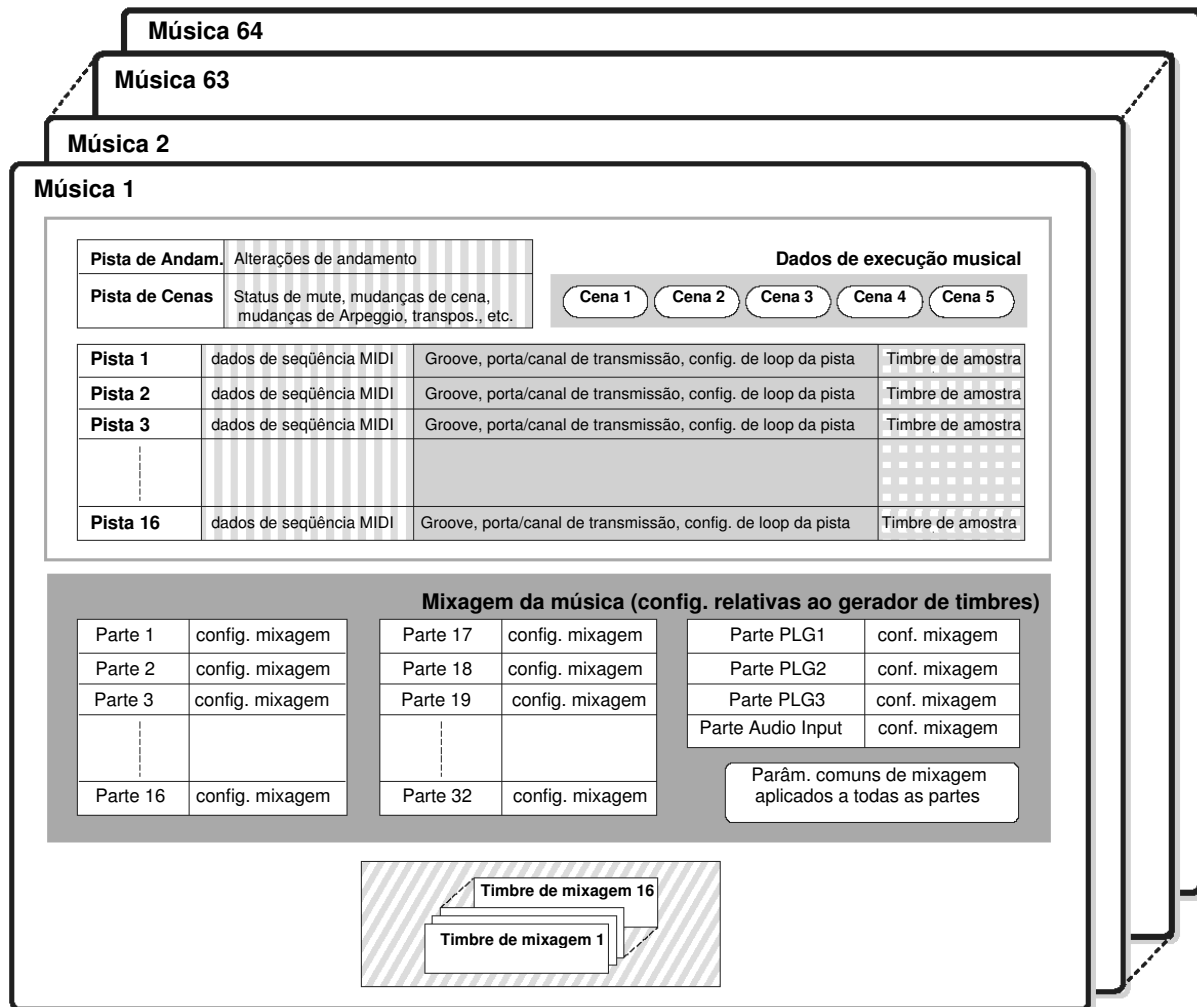 Música 64
Música 63
Música 2
Música 1
Pista de Andam. Alterações de andamento
Dados de execução musical
Pista de Cenas Status de mute, mudanças de cena,
mudanças de Arpeggio, transpos., etc.
Cena 1 Cena 2 Cena 3 Cena 4 Cena 5
Pista 1 dados de seqüência MIDI Groove, porta/canal de transmissão, config. de loop da pista Timbre de amostra
Pista 2 dados de seqüência MIDI Groove, porta/canal de transmissão, config. de loop da pista Timbre de amostra
Pista 3 dados de seqüência MIDI Groove, porta/canal de transmissão, config. de loop da pista Timbre de amostra
Pista 16 dados de seqüência MIDI Groove, porta/canal de transmissão, config. de loop da pista Timbre de amostra
Mixagem da música (config. relativas ao gerador de timbres)
Parte 1 config. mixagem Parte 17 config. mixagem Parte PLG1 conf. mixagem
Parte 2 config. mixagem Parte 18 config. mixagem Parte PLG2 conf. mixagem
Parte 3 config. mixagem Parte 19 config. mixagem Parte PLG3 conf. mixagem
Parte Audio Input conf. mixagem
Parte 16 config. mixagem Parte 32 config. mixagem
Parâm. comuns de mixagem
aplicados a todas as partes
Timbre de mixagem 16
Timbre de mixagem 1